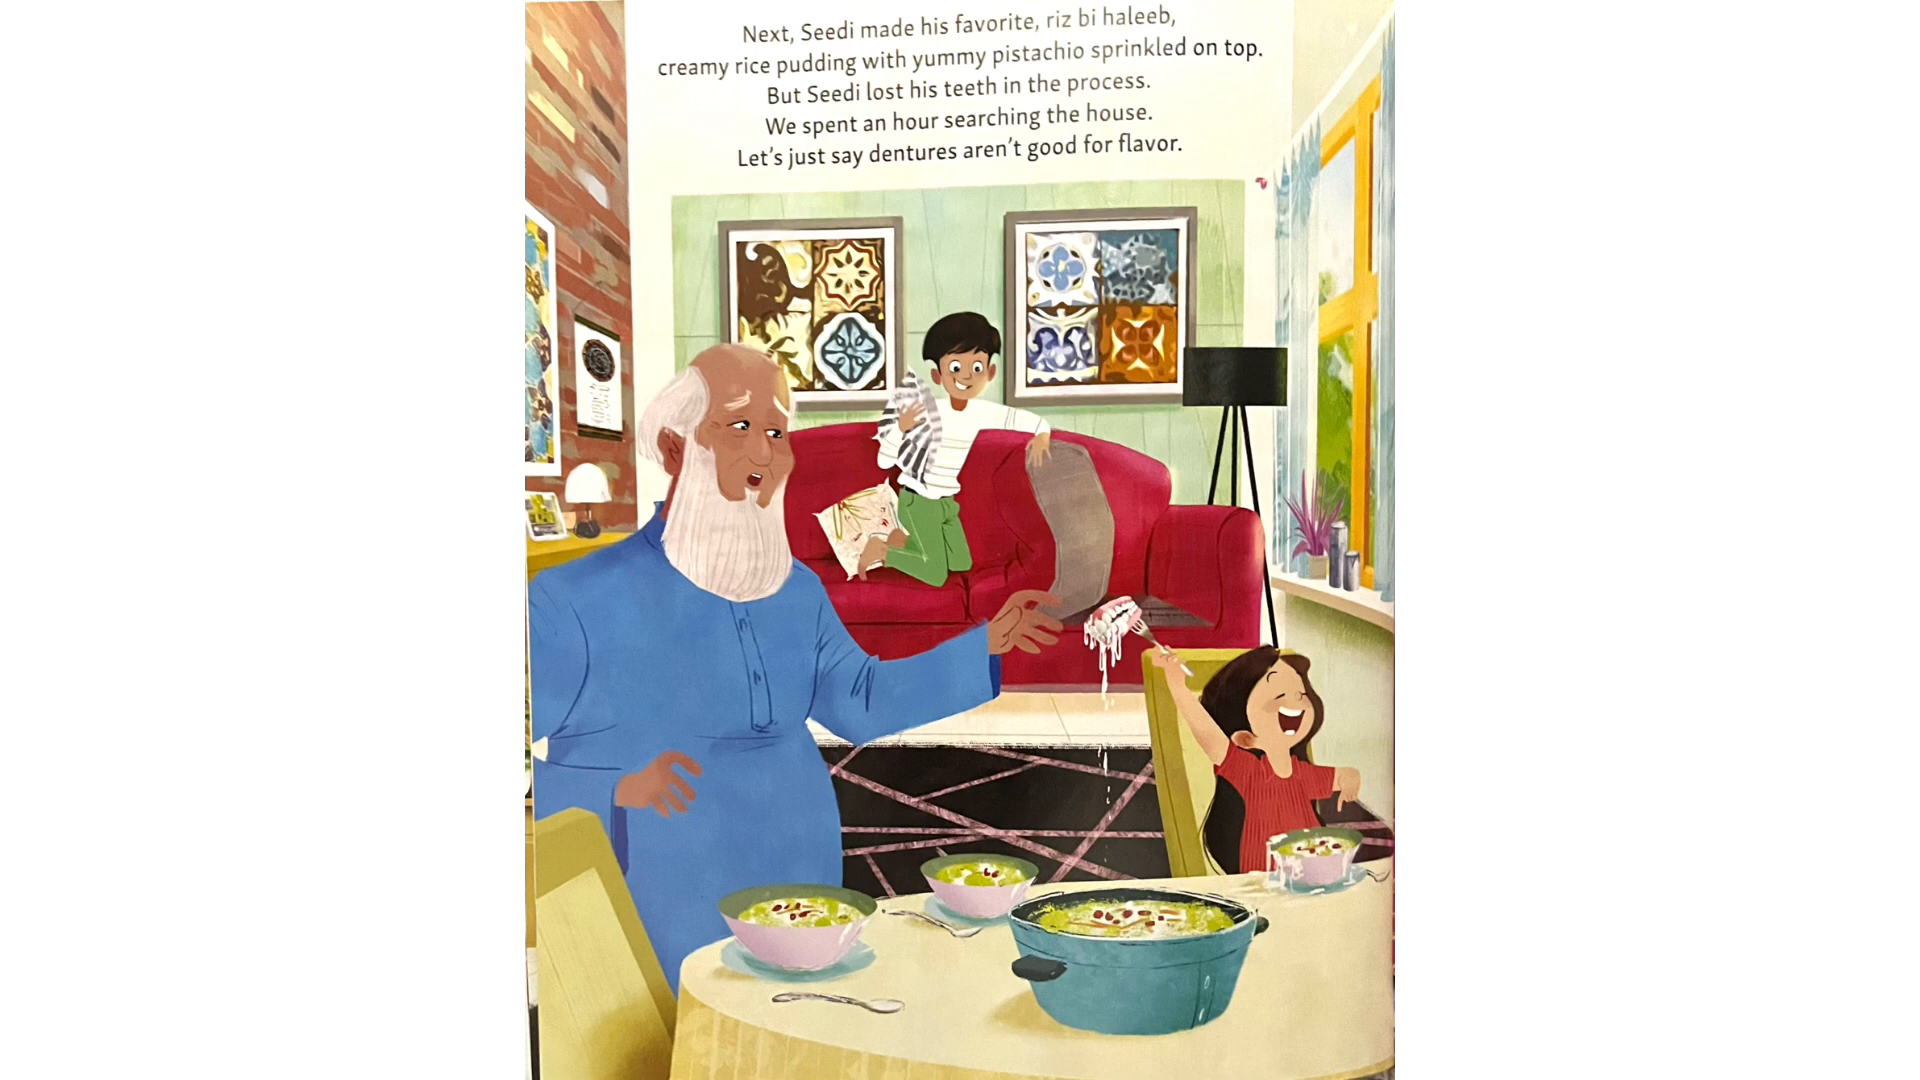 Next, Seedi made his favorite, riz bi haleeb,
creamy rice pudding with yummy pistachio sprinkled on top.
But Seedi lost his teeth in the process.
We spent an hour searching the house.
Let's just say dentures aren't good for flavor.